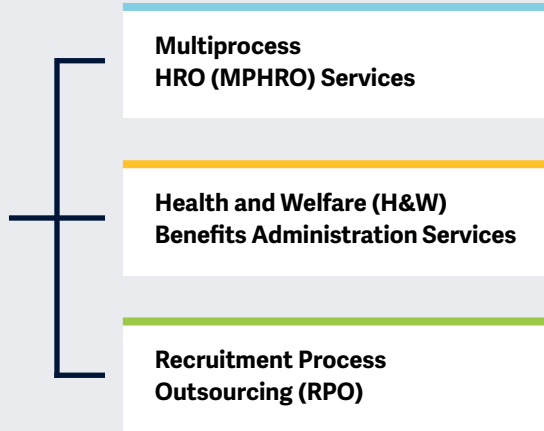 Multiprocess
HRO (MPHRO) Services
Health and Welfare (H&W)
Benefits Administration Services
Recruitment Process
Outsourcing (RPO)